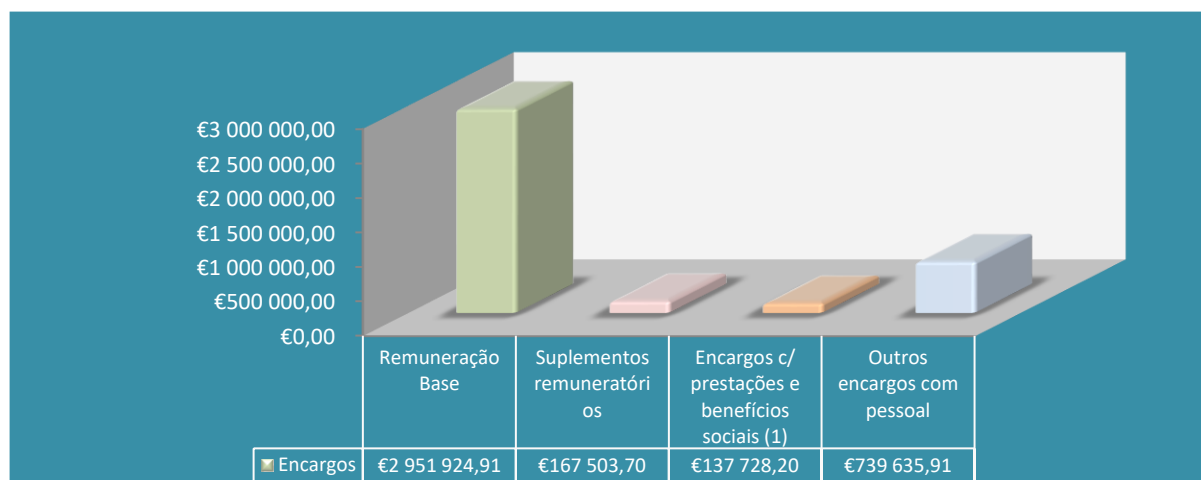 €3 000 000,00
€2 500 000,00
€2 000 000,00
€1 500 000,00
€1 000 000,00
€500 000,00
€0,00
Remuneração
Base
Suplementos
remuneratóri
os
Encargos c/
prestações e
benefícios
sociais (1)
Outros
encargos com
pessoal
Encargos €2 951 924,91 €167 503,70 €137 728,20 €739 635,91